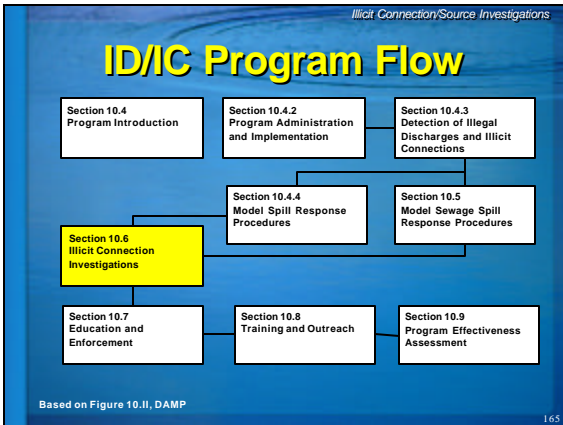 Illicit Connection/Source Investigations
ID/IC Program Flow
Section 10.4
Program Introduction
Section 10.4.2
Program Administration
and Implementation
Section 10.4.3
Detection of Illegal
Discharges and Illicit
Connections
Section 10.4.4
Model Spill Response
Procedures
Section 10.5
Model Sewage Spill
Response Procedures
Section 10.6
Illicit Connection
Investigations
Section 10.7
Education and
Enforcement
Section 10.8
Training and Outreach
Section 10.9
Program Effectiveness
Assessment
Based on Figure 10.II, DAMP
165